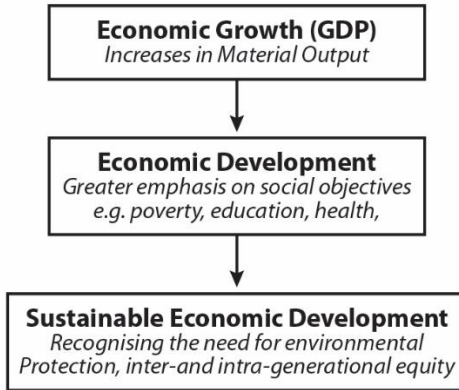 Economic Growth (GDP)
Increases in Material Output
Economic Development
Greater emphasis on social objectives
e.g. poverty, education, health,
Sustainable Economic Development
Recognising the need for environmental
Protection, inter-and intra-generational equity